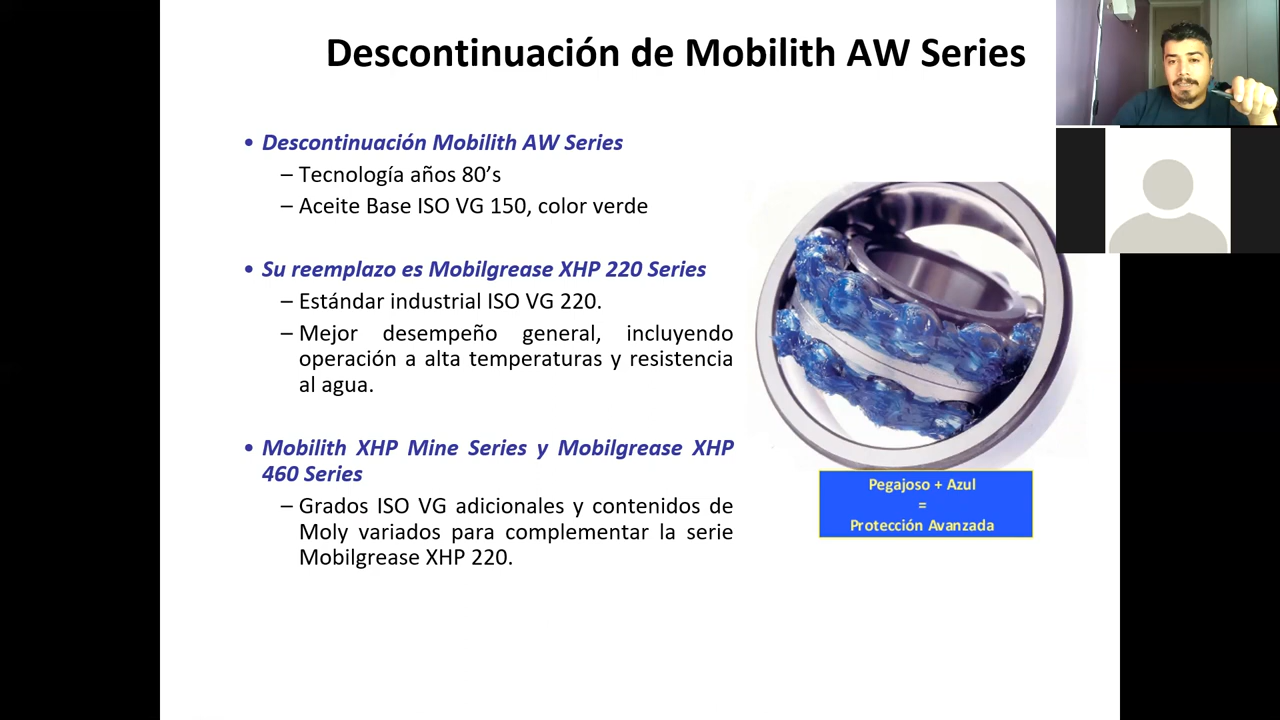 Descontinuación de Mobilith AW Series
• Descontinuación Mobilith AW Series
– Tecnología años 80’s
– Aceite Base ISO VG 150, color verde
• Su reemplazo es Mobilgrease XHP 220 Series
– Estándar industrial ISO VG 220.
– Mejor desempeño general, incluyendo
operación a alta temperaturas y resistencia
al agua.
• Mobilith XHP Mine Series y Mobilgrease XHP
460 Series
– Grados ISO VG adicionales y contenidos de
Moly variados para complementar la serie
Mobilgrease XHP 220.
Pegajoso + Azul
=
Protección Avanzada